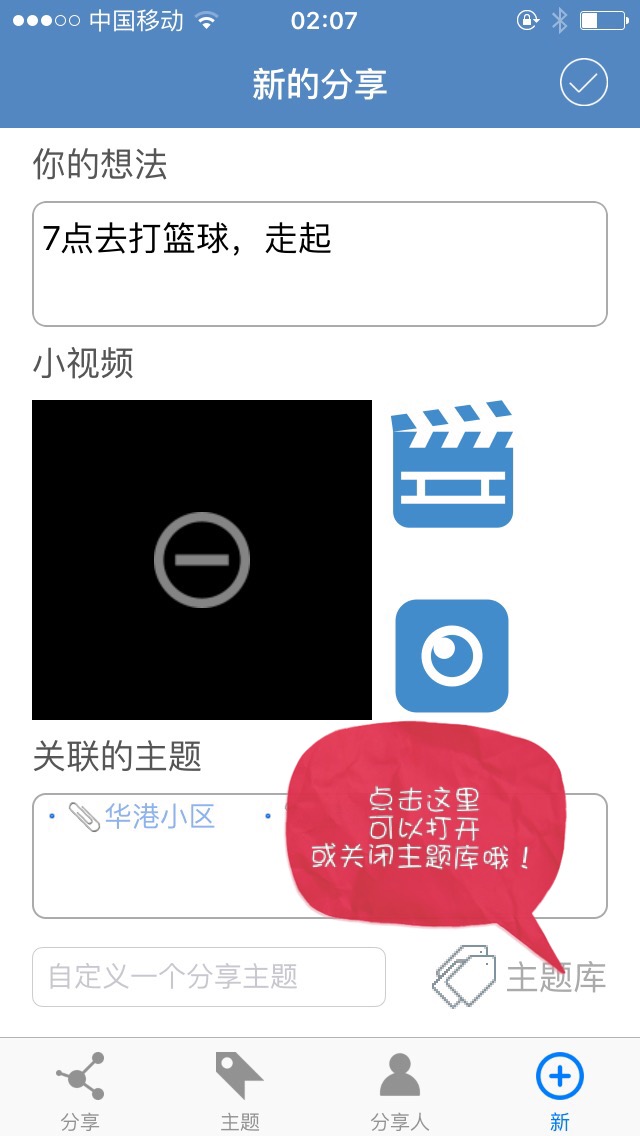 中国移动 02:07
新的分享
你的想法
7点去打篮球，走起
小视频
关联的主题
华港小区
点击这里
可以打开
或关闭主题库哦！
自定义一个分享主题
主题库
分享 主题 分享人 新